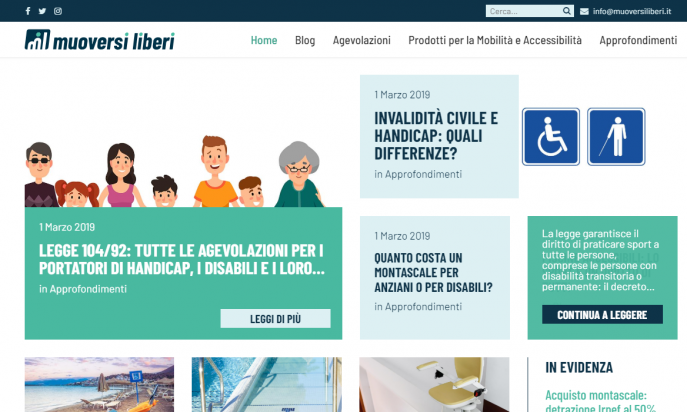 Cerca...
info@muoversiliberi.it
muoversi liberi
Home
Blog
Agevolazioni
Prodotti per la Mobilità e Accessibilità
Approfondimenti
1 Marzo 2019
INVALIDITÀ CIVILE E
HANDICAP: QUALI
DIFFERENZE?
in Approfondimenti
1 Marzo 2019
LEGGE 104/92: TUTTE LE AGEVOLAZIONI PER I
PORTATORI DI HANDICAP, I DISABILI E I LORO...
in Approfondimenti
LEGGI DI PIÙ
1 Marzo 2019
QUANTO COSTA UN
MONTASCALE PER
ANZIANI O PER DISABILI?
in Approfondimenti
La legge garantisce il
diritto di praticare sport a
tutte le persone,
comprese le persone con
disabilità transitoria o
permanente: il decreto...
CONTINUA A LEGGERE
IN EVIDENZA
Acquisto montascale:
detrazione Irpef al 50%